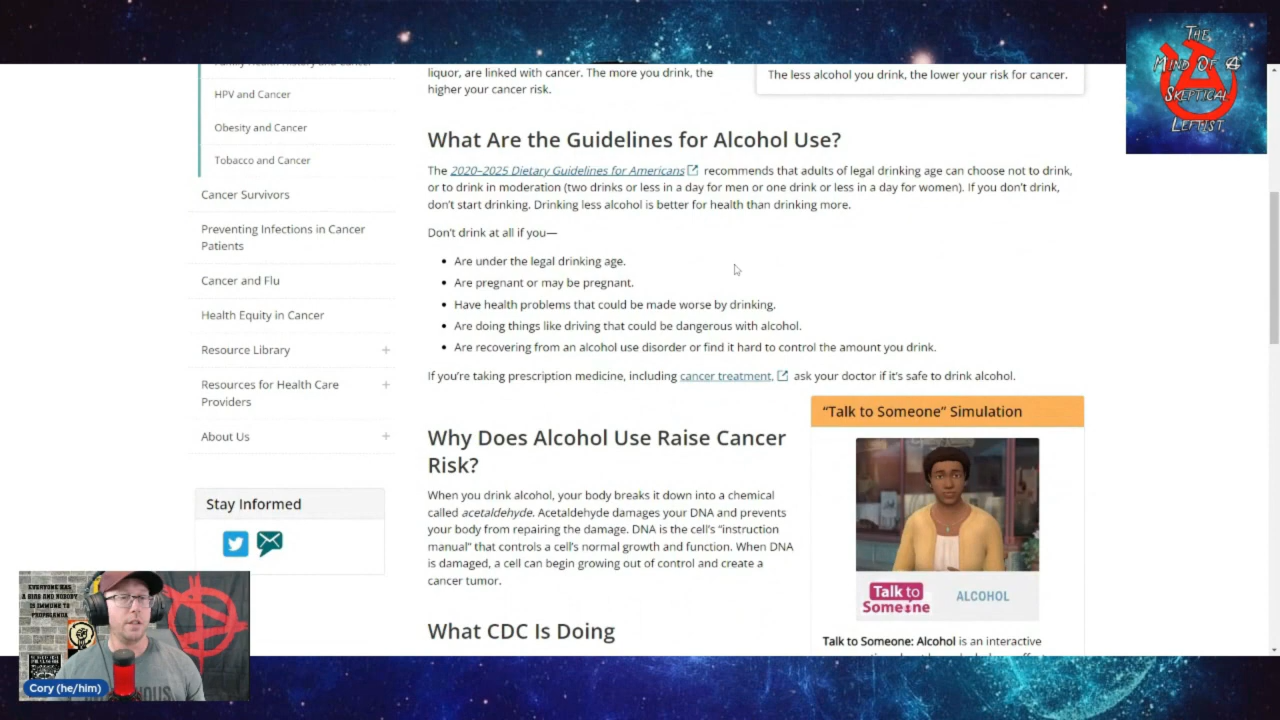 THE
MIND OF A
SKEPTICAL
LEFTIST
HPV and Cancer
Obesity and Cancer
Tobacco and Cancer
Cancer Survivors
Preventing Infections in Cancer
Patients
Cancer and Flu
Health Equity in Cancer
Resource Library
Resources for Health Care
Providers
About Us
Stay Informed
liquor, are linked with cancer. The more you drink, the
higher your cancer risk.
The less alcohol you drink, the lower your risk for cancer.
What Are the Guidelines for Alcohol Use?
The 2020–2025 Dietary Guidelines for Americans recommends that adults of legal drinking age can choose not to drink,
or to drink in moderation (two drinks or less in a day for men or one drink or less in a day for women). If you don’t drink,
don’t start drinking. Drinking less alcohol is better for health than drinking more.
Don’t drink at all if you—
Are under the legal drinking age.
Are pregnant or may be pregnant.
Have health problems that could be made worse by drinking.
Are doing things like driving that could be dangerous with alcohol.
Are recovering from an alcohol use disorder or find it hard to control the amount you drink.
If you’re taking prescription medicine, including cancer treatment, ask your doctor if it’s safe to drink alcohol.
Why Does Alcohol Use Raise Cancer
Risk?
When you drink alcohol, your body breaks it down into a chemical
called acetaldehyde. Acetaldehyde damages your DNA and prevents
your body from repairing the damage. DNA is the cell’s “instruction
manual” that controls a cell’s normal growth and function. When DNA
is damaged, a cell can begin growing out of control and create a
cancer tumor.
What CDC Is Doing
“Talk to Someone” Simulation
Talk to
Someone
ALCOHOL
Talk to Someone: Alcohol is an interactive
EVERYONE HAS
A BIAS AND NOBODY
IS IMMUNE TO
PROPAGANDA
Cory (he/him)